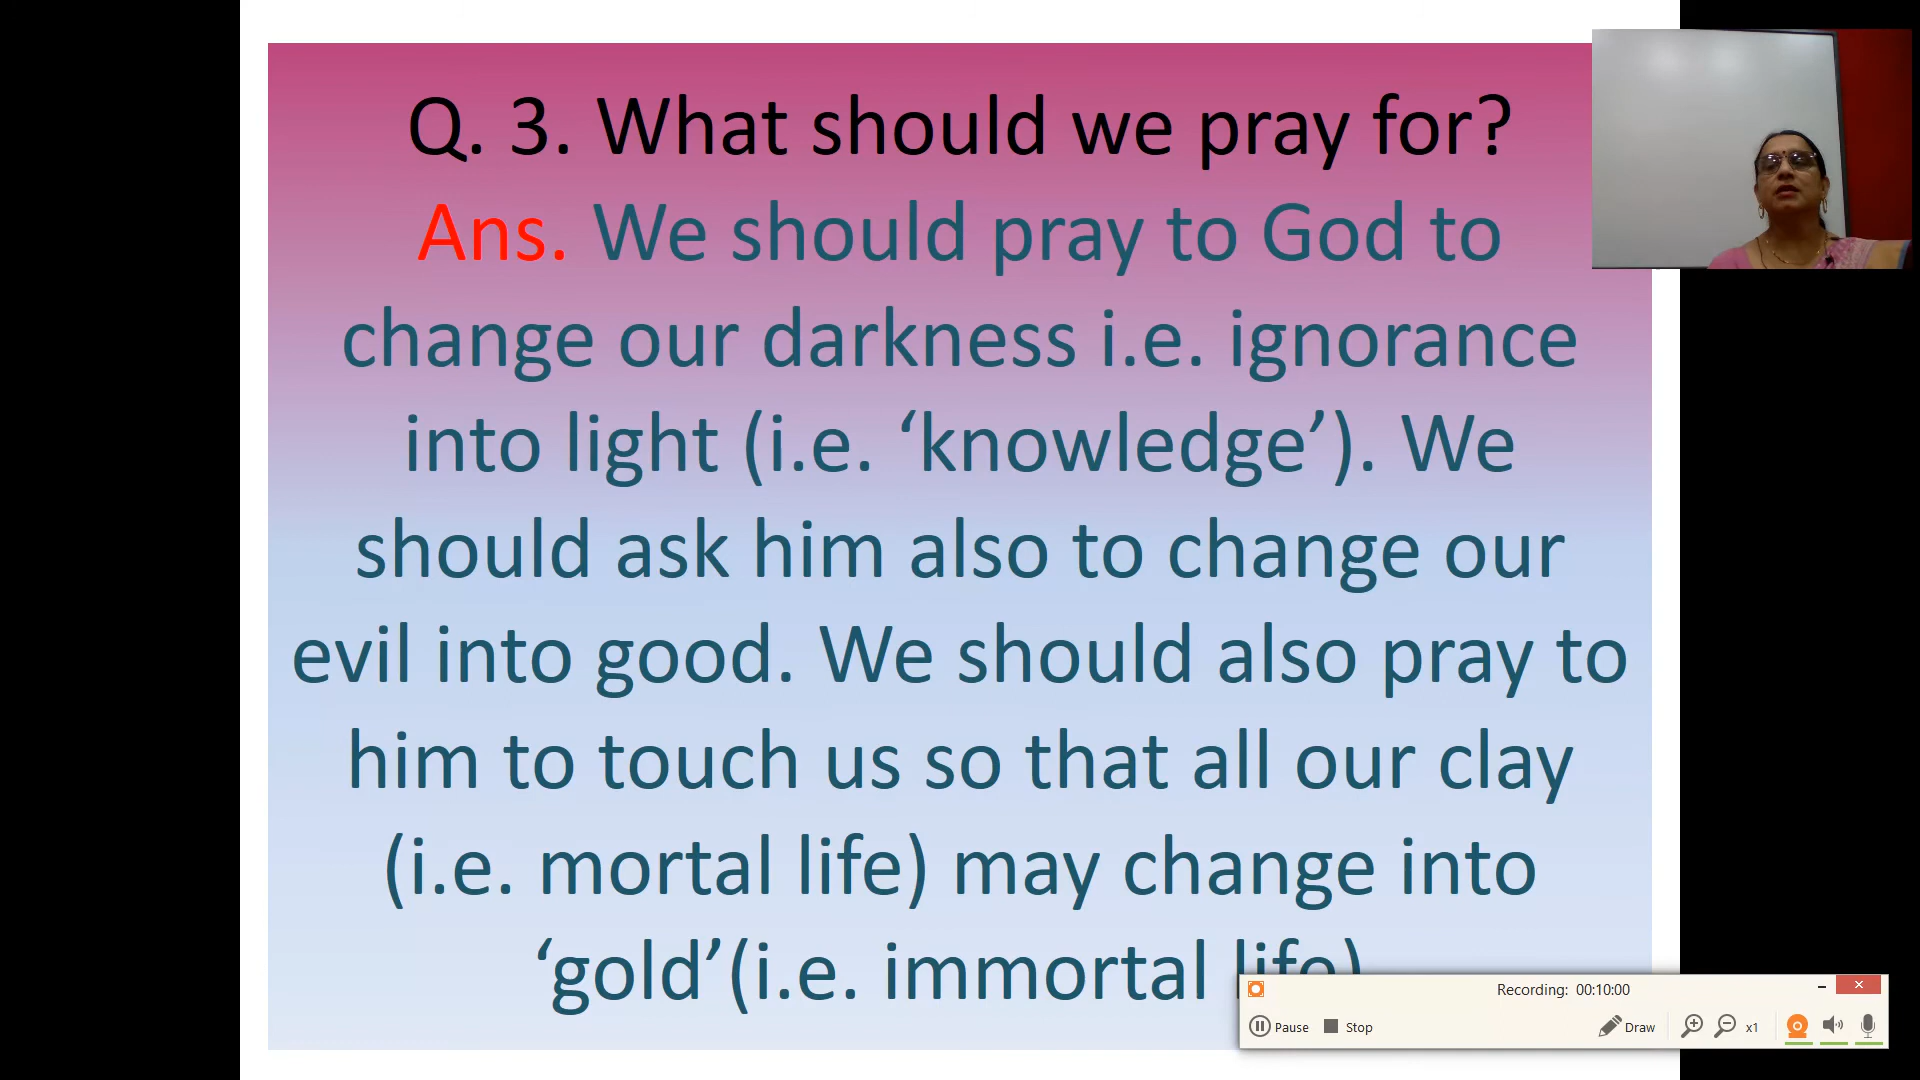 Q. 3. What should we pray for?
Ans. We should pray to God to
change our darkness i.e. ignorance
into light (i.e. ‘knowledge’). We
should ask him also to change our
evil into good. We should also pray to
him to touch us so that all our clay
(i.e. mortal life) may change into
‘gold’(i.e. immortal life)
Recording: 00:10:00
Pause Stop Draw x1